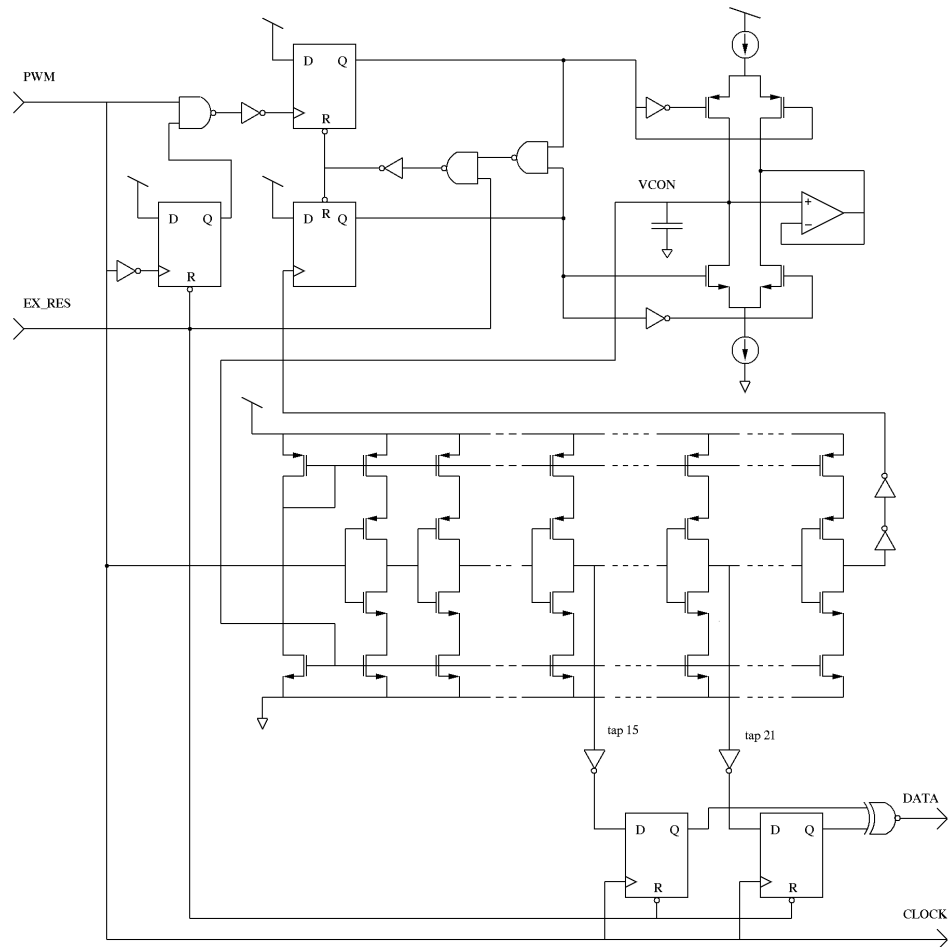 PWM
D Q
R
VCON
+
−
D Q
R
D Q
R
EX_RES
tap 15
tap 21
DATA
D Q
R
D Q
R
CLOCK